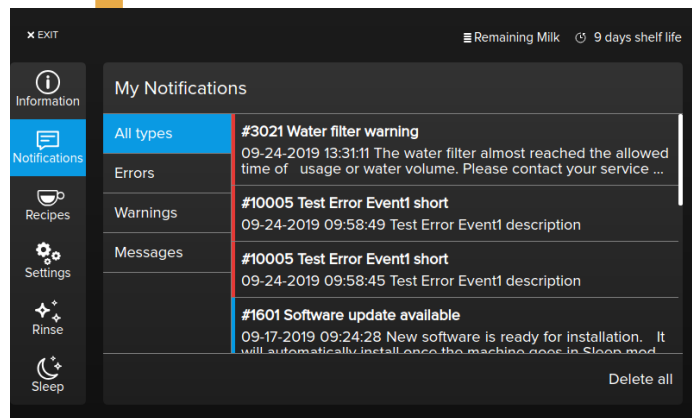 × EXIT
Remaining Milk 9 days shelf life
Information
Notifications
Recipes
Settings
Rinse
Sleep
My Notifications
All types
Errors
Warnings
Messages
#3021 Water filter warning
09-24-2019 13:31:11 The water filter almost reached the allowed
time of usage or water volume. Please contact your service ...
#10005 Test Error Event1 short
09-24-2019 09:58:49 Test Error Event1 description
#10005 Test Error Event1 short
09-24-2019 09:58:45 Test Error Event1 description
#1601 Software update available
09-17-2019 09:24:28 New software is ready for installation. It
will automatically install once the machine goes in Sleep mod
Delete all